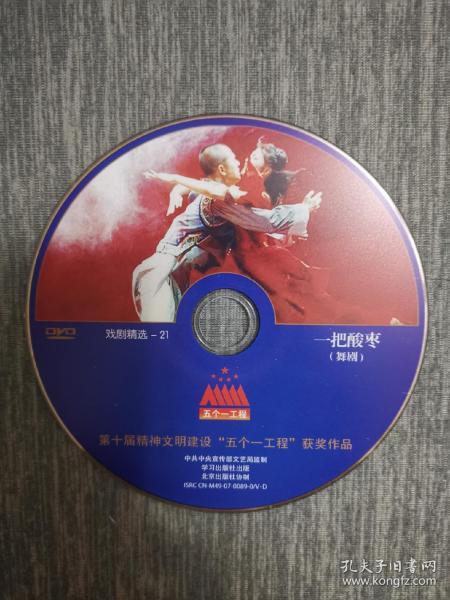 DVD
戏剧精选－21
一把酸枣
（舞剧）
五个一工程
第十届精神文明建设“五个一工程”获奖作品
中共中央宣传部文艺局监制
学习出版社出版
北京出版社协制
ISRC CN-M49-07-0089-0/V·D
孔夫子旧书网
www.kongfz.com